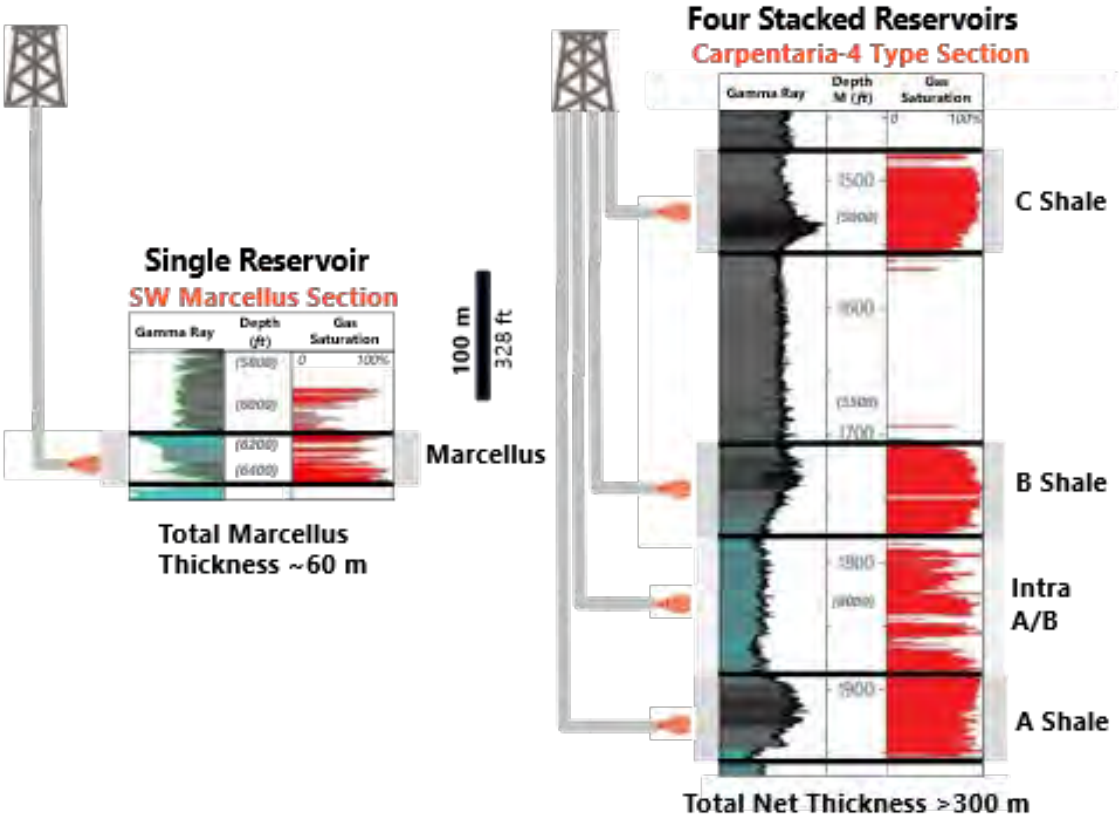 Four Stacked Reservoirs
Carpentaria-4 Type Section
Gamma Ray
Depth
M (ft)
Gas
Saturation
0 100%
1500
(5000)
C Shale
1600
(5500)
1700
B Shale
1800
(6000)
Intra
A/B
1900
A Shale
Total Net Thickness >300 m
Single Reservoir
SW Marcellus Section
Gamma Ray
Depth
(ft)
Gas
Saturation
0 100%
(5800)
(6000)
(6200)
(6400)
Marcellus
Total Marcellus
Thickness ~60 m
100 m
328 ft